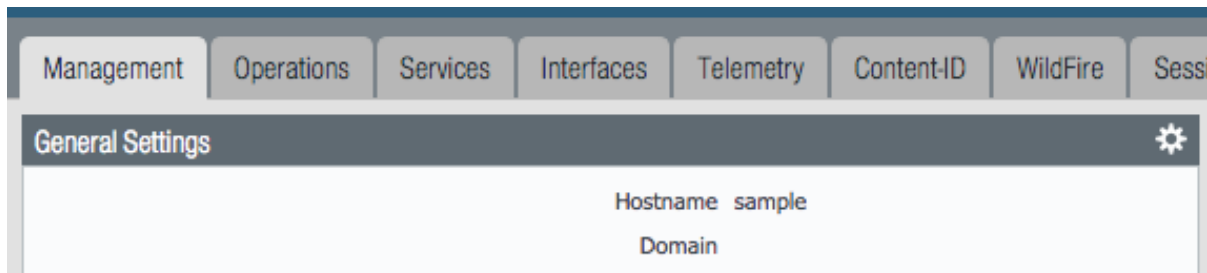 Management Operations Services Interfaces Telemetry Content-ID WildFire
General Settings
Hostname sample
Domain